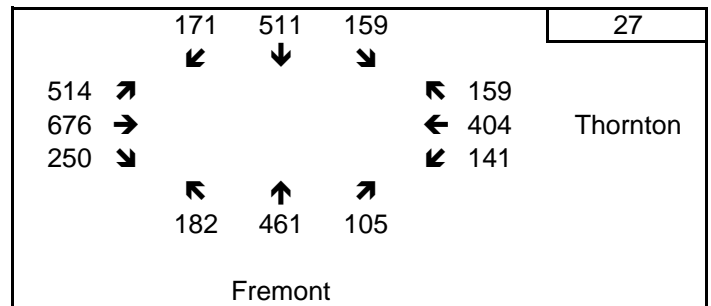 171 511 159 27
🡯 🡫 🡮
514 🡭 🡬 159
676 🡪 🡨 404 Thornton
250 🡮 🡯 141
🡬 🡩 🡭
182 461 105
Fremont